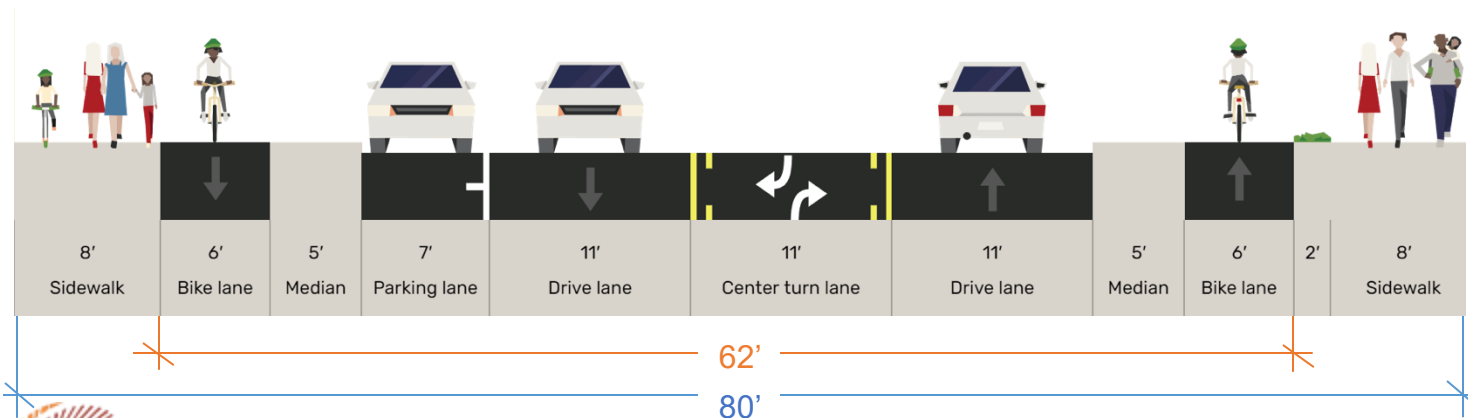 8′ 6′ 5′ 7′ 11′ 11′ 11′ 5′ 6′ 2′ 8′
Sidewalk Bike lane Median Parking lane Drive lane Center turn lane Drive lane Median Bike lane Sidewalk
62’
80’